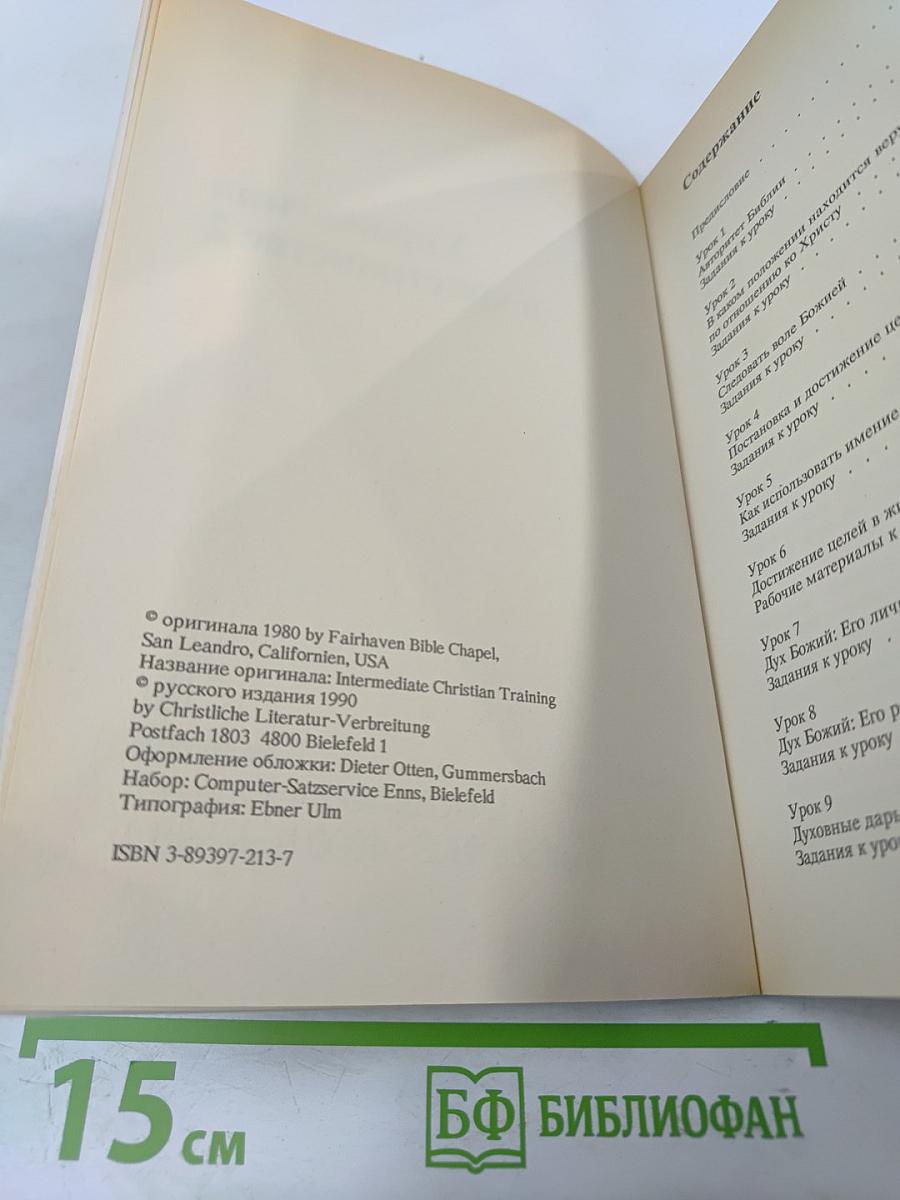 © оригинала 1980 by Fairhaven Bible Chapel,
San Leandro, Californien, USA
Название оригинала: Intermediate Christian Training
© русского издания 1990
by Christliche Literatur-Verbreitung
Postfach 1803 4800 Bielefeld 1
Оформление обложки: Dieter Otten, Gummersbach
Набор: Computer-Satzservice Enns, Bielefeld
Типография: Ebner Ulm
ISBN 3-89397-213-7
Содержание
Предисловие
Урок 1
Авторитет Библии
Задания к уроку
Урок 2
В каком положении находится
по отношению ко Христу
Задания к уроку
Урок 3
Следовать воле Божией
Задания к уроку
Урок 4
Постановка и достижение
Задания к уроку
Урок 5
Как использовать имение
Задания к уроку
Урок 6
Достижение целей в
Рабочие материалы к
Урок 7
Дух Божий: Его
Задания к уроку
Урок 8
Дух Божий: Его
Задания к уроку
Урок 9
Духовные
Задания к
15 см
БФ БИБЛИОФАН